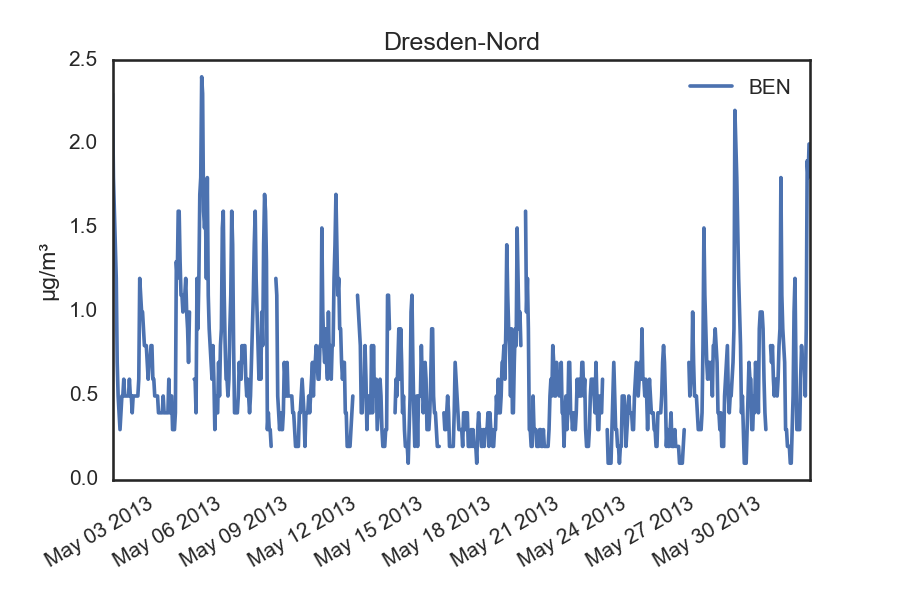 Dresden-Nord
BEN
µg/m³
2.5
2.0
1.5
1.0
0.5
0.0
May 03 2013
May 06 2013
May 09 2013
May 12 2013
May 15 2013
May 18 2013
May 21 2013
May 24 2013
May 27 2013
May 30 2013